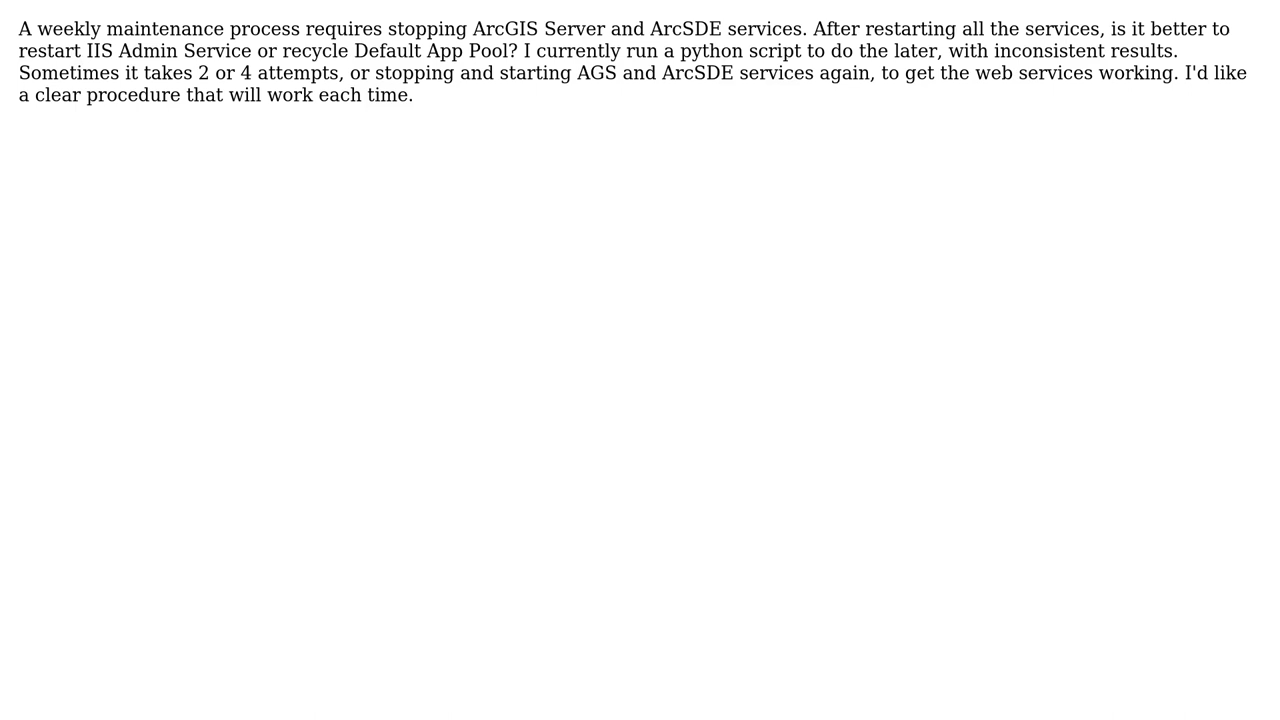 A weekly maintenance process requires stopping ArcGIS Server and ArcSDE services. After restarting all the services, is it better to
restart IIS Admin Service or recycle Default App Pool? I currently run a python script to do the later, with inconsistent results.
Sometimes it takes 2 or 4 attempts, or stopping and starting AGS and ArcSDE services again, to get the web services working. I'd like
a clear procedure that will work each time.